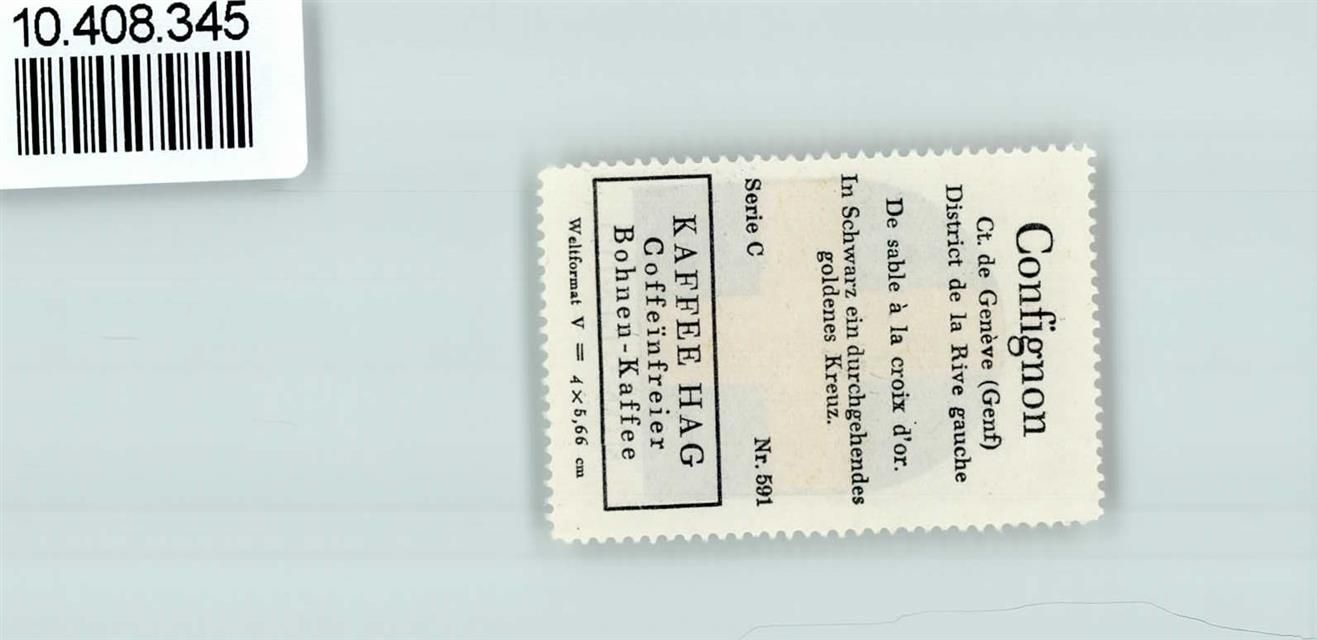 10.408.345
Confignon
Ct. de Genève (Genf)
District de la Rive gauche
De sable à la croix d'or.
In Schwarz ein durchgehendes
goldenes Kreuz.
Serie C Nr. 591
KAFFEE HAG
Coffeïnfreier
Bohnen-Kaffee
Weltformat V = 4×5,66 cm